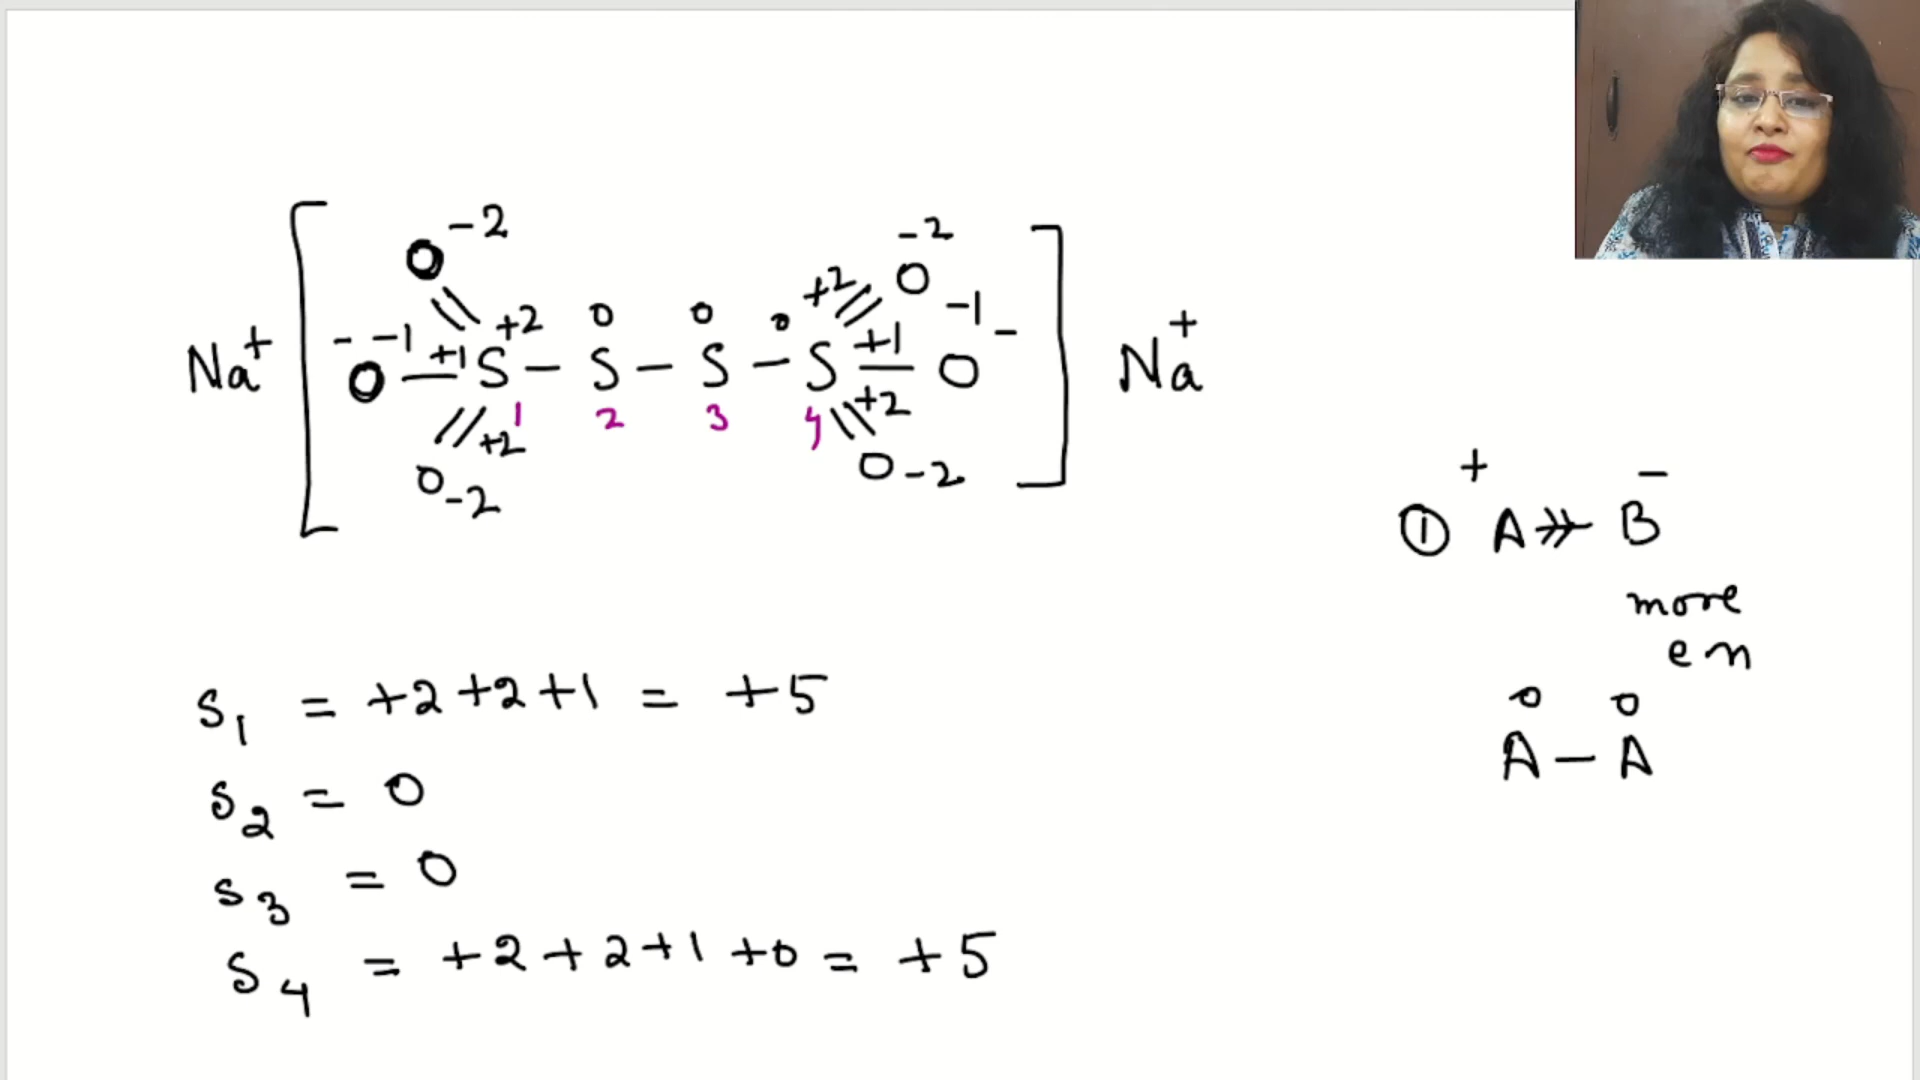 O -2 -2
+2 O
Na+ [ - -1 +2 0 0 0 +1 -1 - ] Na+
O — +1 S — S — S — S — O
1 2 3 4 +2
+2
O -2 O -2
+ -
① A → B
more
en
S1 = +2 +2 +1 = +5
0 0
A — A
S2 = 0
S3 = 0
S4 = +2 + 2 +1 +0 = +5